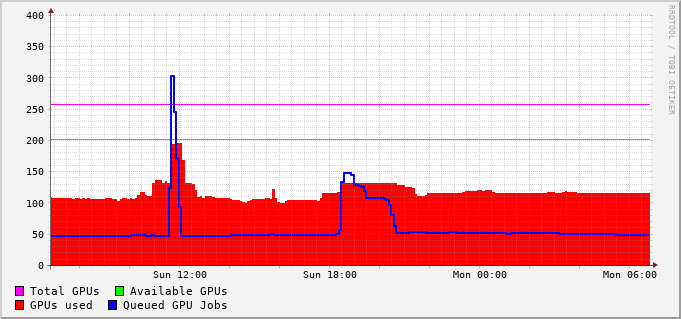 400
350
300
250
200
150
100
50
0
Sun 12:00 Sun 18:00 Mon 00:00 Mon 06:00
Total GPUs Available GPUs
GPUs used Queued GPU Jobs
RRDTOOL / TOBI OETIKER